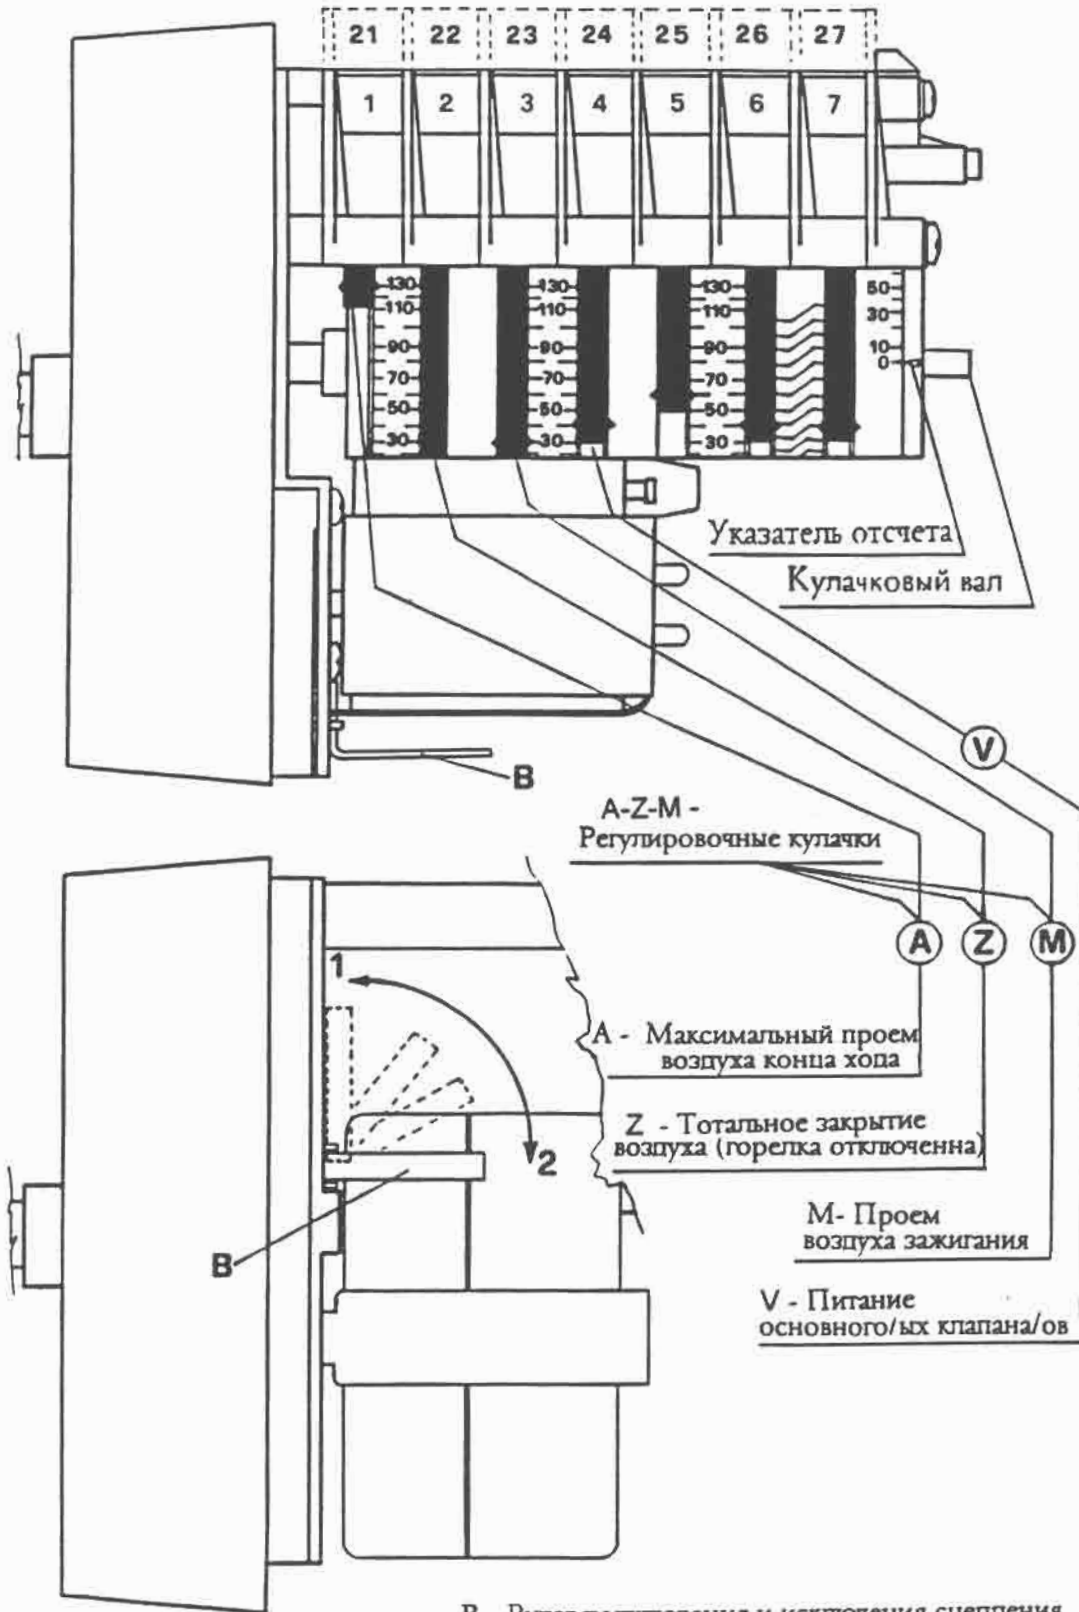 21 22 23 24 25 26 27
1 2 3 4 5 6 7
130 130 130 50
110 110 110 30
90 90 90 10
70 70 70 0
50 50 50
30 30 30
Указатель отсчета
Кулачковый вал
V
B
A-Z-M -
Регулировочные кулачки
A Z M
1
2
B
A - Максимальный проем
воздуха конца хода
Z - Тотальное закрытие
воздуха (горелка отключенна)
M- Проем
воздуха зажигания
V - Питание
основного/ых клапана/ов